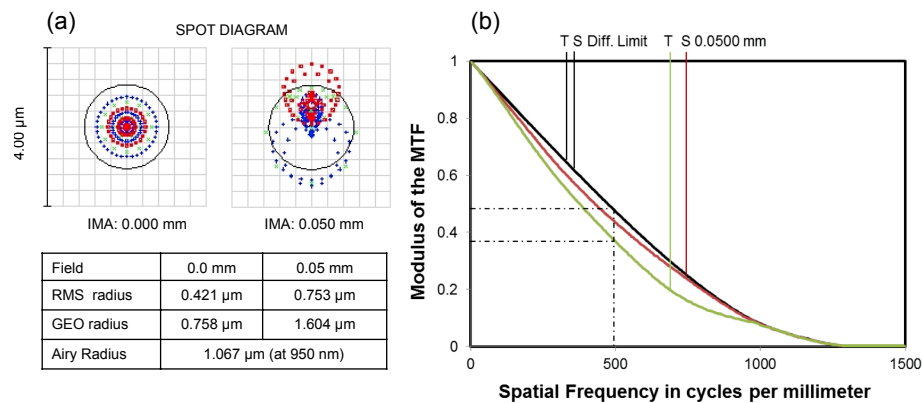 (a)
SPOT DIAGRAM
4.00 µm
IMA: 0.000 mm
IMA: 0.050 mm
Field 0.0 mm 0.05 mm
RMS radius 0.421 µm 0.753 µm
GEO radius 0.758 µm 1.604 µm
Airy Radius 1.067 µm (at 950 nm)
(b)
T S Diff. Limit T S 0.0500 mm
Modulus of the MTF
1
0.8
0.6
0.4
0.2
0
0 500 1000 1500
Spatial Frequency in cycles per millimeter